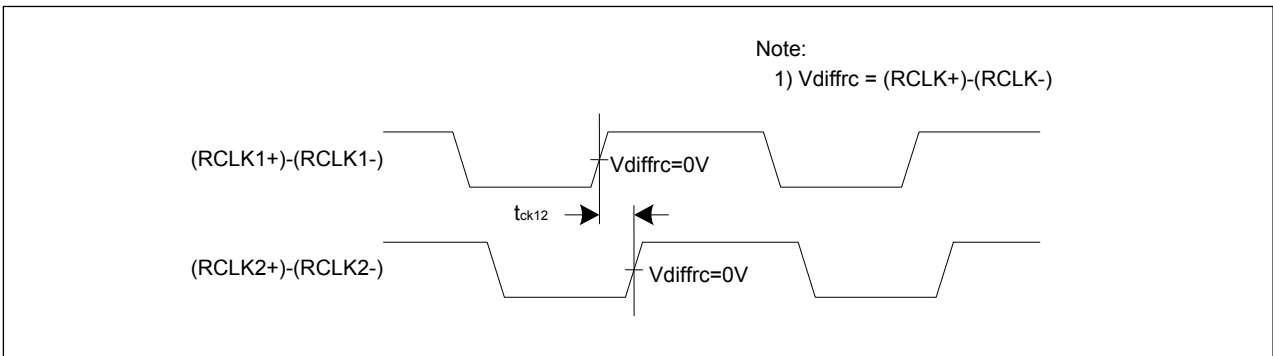 Note:
1) Vdiffrc = (RCLK+)-(RCLK-)
(RCLK1+)-(RCLK1-)
Vdiffrc=0V
tck12
(RCLK2+)-(RCLK2-)
Vdiffrc=0V